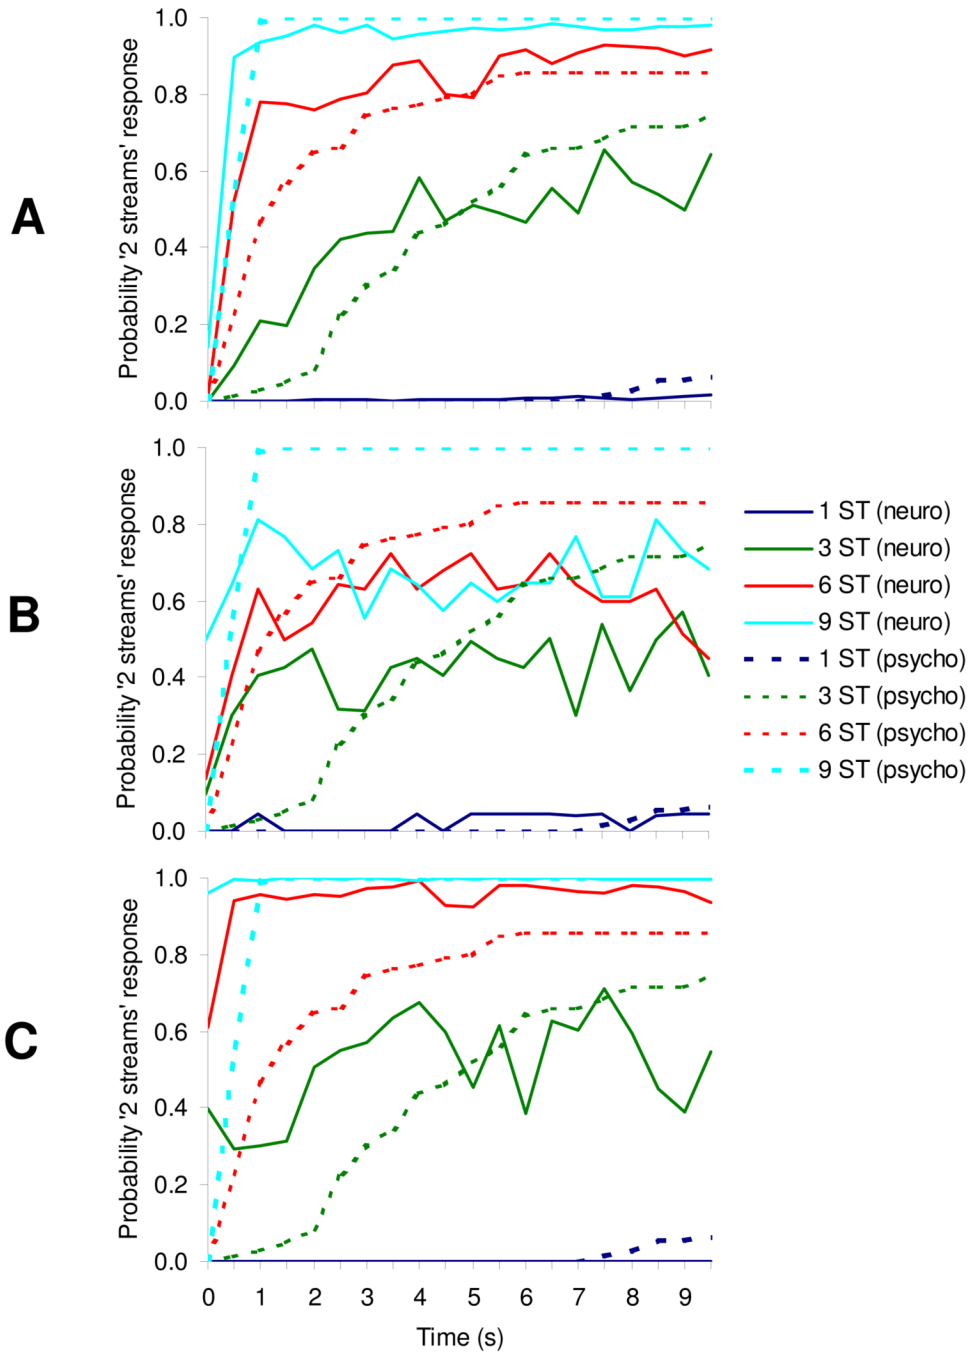 A
Probability '2 streams' response
1.0
0.8
0.6
0.4
0.2
0.0
B
Probability '2 streams' response
1.0
0.8
0.6
0.4
0.2
0.0
1 ST (neuro)
3 ST (neuro)
6 ST (neuro)
9 ST (neuro)
1 ST (psycho)
3 ST (psycho)
6 ST (psycho)
9 ST (psycho)
C
Probability '2 streams' response
1.0
0.8
0.6
0.4
0.2
0.0
0 1 2 3 4 5 6 7 8 9
Time (s)